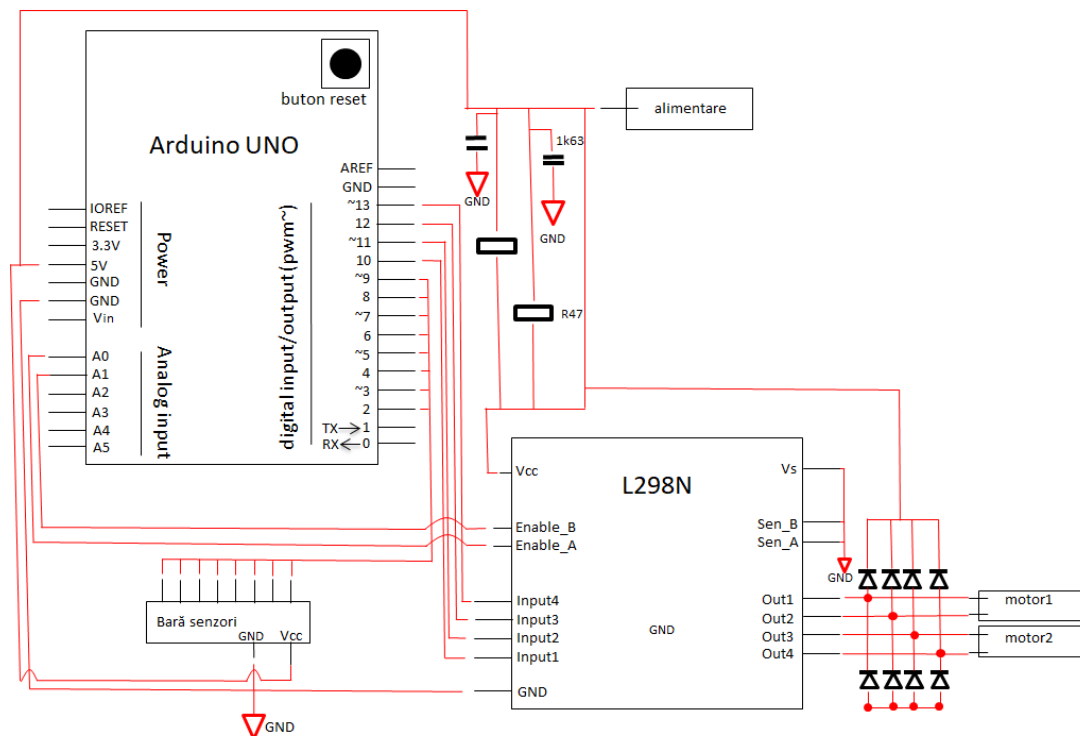 buton reset
Arduino UNO
AREF
GND
~13
12
~11
10
~9
8
~7
6
~5
4
~3
2
TX→1
RX←0
digital input/output(pwm~)
IOREF
RESET
3.3V
5V
GND
GND
Vin
Power
A0
A1
A2
A3
A4
A5
Analog input
alimentare
1k63
GND
GND
R47
L298N
Vcc
Enable_B
Enable_A
Input4
Input3
Input2
Input1
GND
GND
Vs
Sen_B
Sen_A
Out1
Out2
Out3
Out4
GND
motor1
motor2
Bară senzori
GND
Vcc
GND